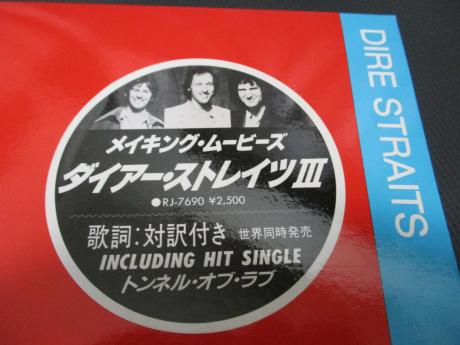 メイキング・ムービーズ
ダイアー・ストレイツⅢ
●RJ-7690 ¥2,500
歌詞:対訳付き 世界同時発売
INCLUDING HIT SINGLE
トンネル・オブ・ラブ
DIRE STRAITS